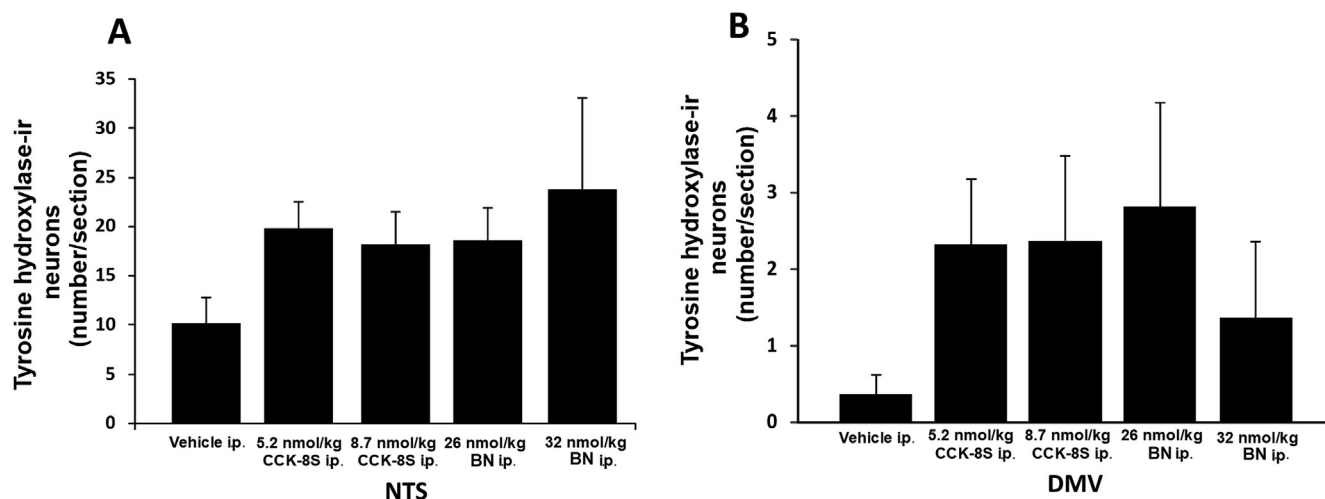 A
Tyrosine hydroxylase-ir
neurons
(number/section)
35
30
25
20
15
10
5
0
Vehicle ip.
5.2 nmol/kg
CCK-8S ip.
8.7 nmol/kg
CCK-8S ip.
26 nmol/kg
BN ip.
32 nmol/kg
BN ip.
NTS
B
Tyrosine hydroxylase-ir
neurons
(number/section)
5
4
3
2
1
0
Vehicle ip.
5.2 nmol/kg
CCK-8S ip.
8.7 nmol/kg
CCK-8S ip.
26 nmol/kg
BN ip.
32 nmol/kg
BN ip.
DMV